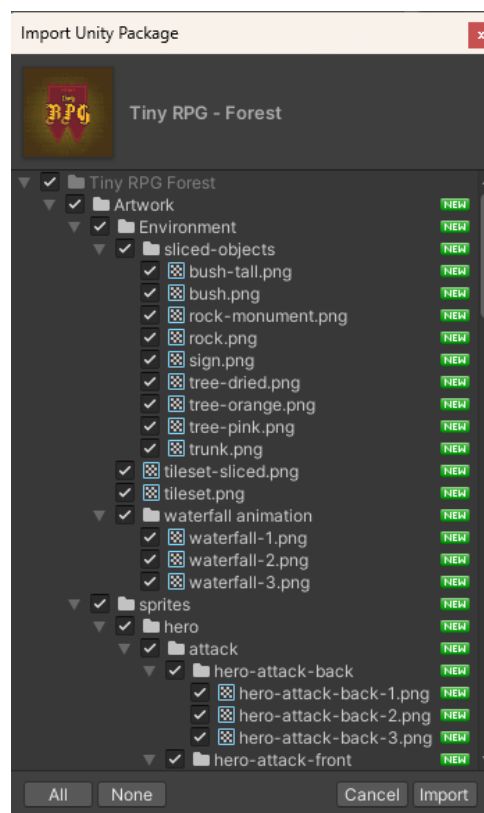 Import Unity Package
x
RPG
Tiny RPG - Forest
Tiny RPG Forest
Artwork NEW
Environment NEW
sliced-objects NEW
bush-tall.png NEW
bush.png NEW
rock-monument.png NEW
rock.png NEW
sign.png NEW
tree-dried.png NEW
tree-orange.png NEW
tree-pink.png NEW
trunk.png NEW
tileset-sliced.png NEW
tileset.png NEW
waterfall animation NEW
waterfall-1.png NEW
waterfall-2.png NEW
waterfall-3.png NEW
sprites NEW
hero NEW
attack NEW
hero-attack-back NEW
hero-attack-back-1.png NEW
hero-attack-back-2.png NEW
hero-attack-back-3.png NEW
hero-attack-front NEW
All None Cancel Import